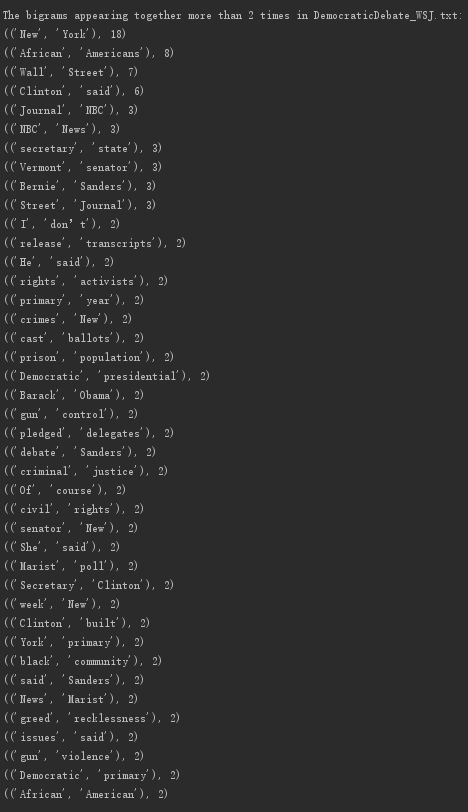 The bigrams appearing together more than 2 times in DemocraticDebate_WSJ.txt:
(('New', 'York'), 18)
(('African', 'Americans'), 8)
(('Wall', 'Street'), 7)
(('Clinton', 'said'), 6)
(('Journal', 'NBC'), 3)
(('NBC', 'News'), 3)
(('secretary', 'state'), 3)
(('Vermont', 'senator'), 3)
(('Bernie', 'Sanders'), 3)
(('Street', 'Journal'), 3)
(('I', 'don’t'), 2)
(('release', 'transcripts'), 2)
(('He', 'said'), 2)
(('rights', 'activists'), 2)
(('primary', 'year'), 2)
(('crimes', 'New'), 2)
(('cast', 'ballots'), 2)
(('prison', 'population'), 2)
(('Democratic', 'presidential'), 2)
(('Barack', 'Obama'), 2)
(('gun', 'control'), 2)
(('pledged', 'delegates'), 2)
(('debate', 'Sanders'), 2)
(('criminal', 'justice'), 2)
(('Of', 'course'), 2)
(('civil', 'rights'), 2)
(('senator', 'New'), 2)
(('She', 'said'), 2)
(('Marist', 'poll'), 2)
(('Secretary', 'Clinton'), 2)
(('week', 'New'), 2)
(('Clinton', 'built'), 2)
(('York', 'primary'), 2)
(('black', 'community'), 2)
(('said', 'Sanders'), 2)
(('News', 'Marist'), 2)
(('greed', 'recklessness'), 2)
(('issues', 'said'), 2)
(('gun', 'violence'), 2)
(('Democratic', 'primary'), 2)
(('African', 'American'), 2)